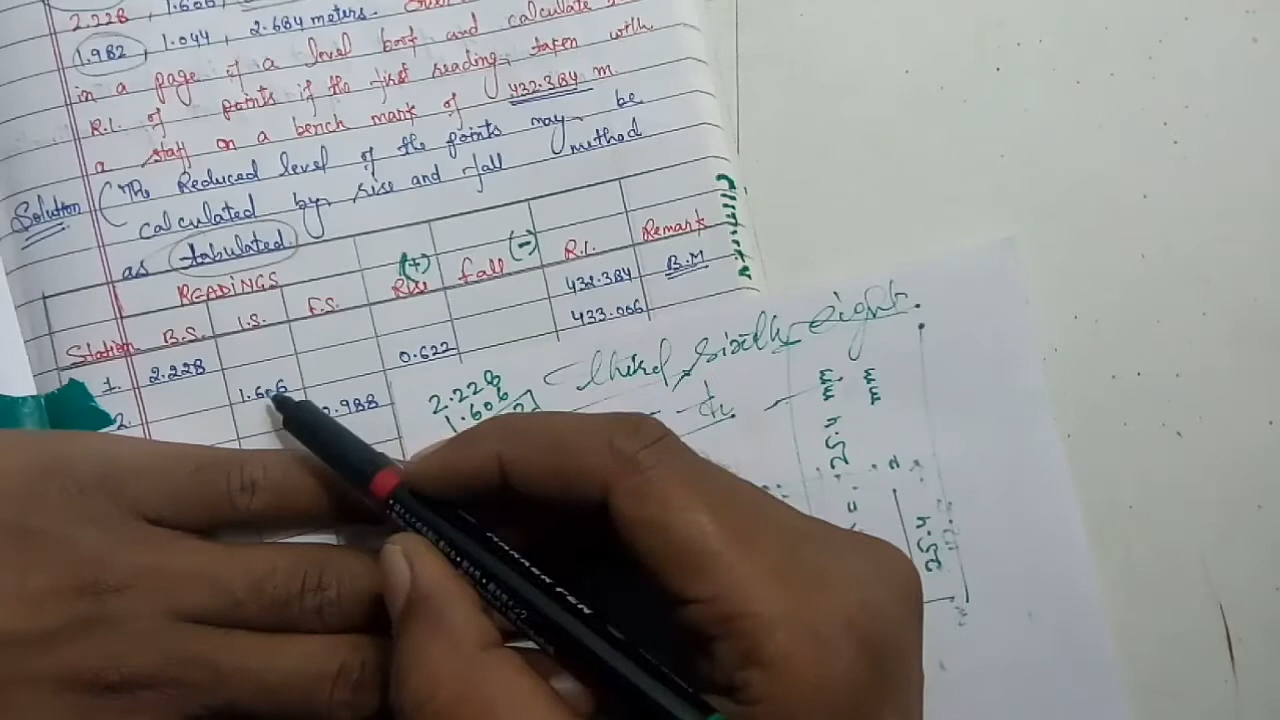 2.228, 1.606,
1.982, 1.044, 2.684 meters.
in a page of a level book and calculate
R.L. of points if the first reading taken with
a staff on a bench mark of 432.384 m.
Solution (The Reduced level of the points may be
calculated by rise and fall method
as tabulated.
READINGS (+) (-)
Station B.S. I.S. F.S. Rise fall R.L. Remark
1. 2.228 432.384 B.M
2. 1.606 0.622 433.006
2.988
2.228
1.606
third, sixth eight.
25.4 mm
mm
25.4